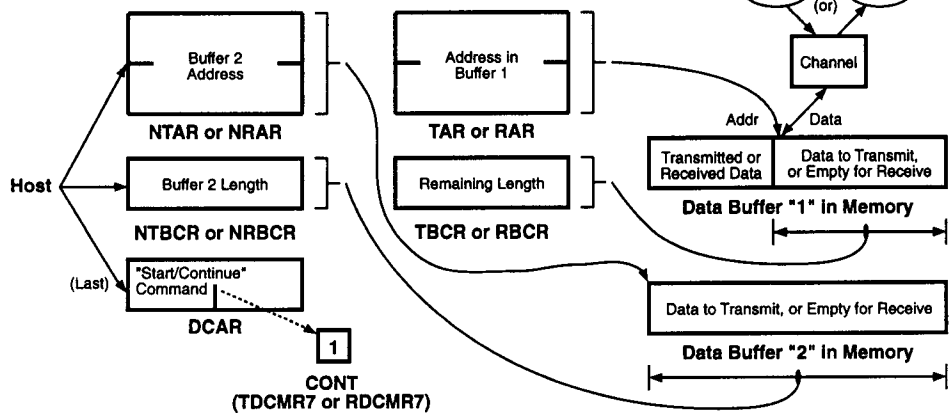 (or)
Buffer 2
Address
Address in
Buffer 1
Channel
NTAR or NRAR
TAR or RAR
Addr
Data
Host
Buffer 2 Length
Remaining Length
Transmitted or
Received Data
Data to Transmit,
or Empty for Receive
NTBCR or NRBCR
TBCR or RBCR
Data Buffer "1" in Memory
(Last)
"Start/Continue"
Command
DCAR
Data to Transmit, or Empty for Receive
1
CONT
(TDCMR7 or RDCMR7)
Data Buffer "2" in Memory